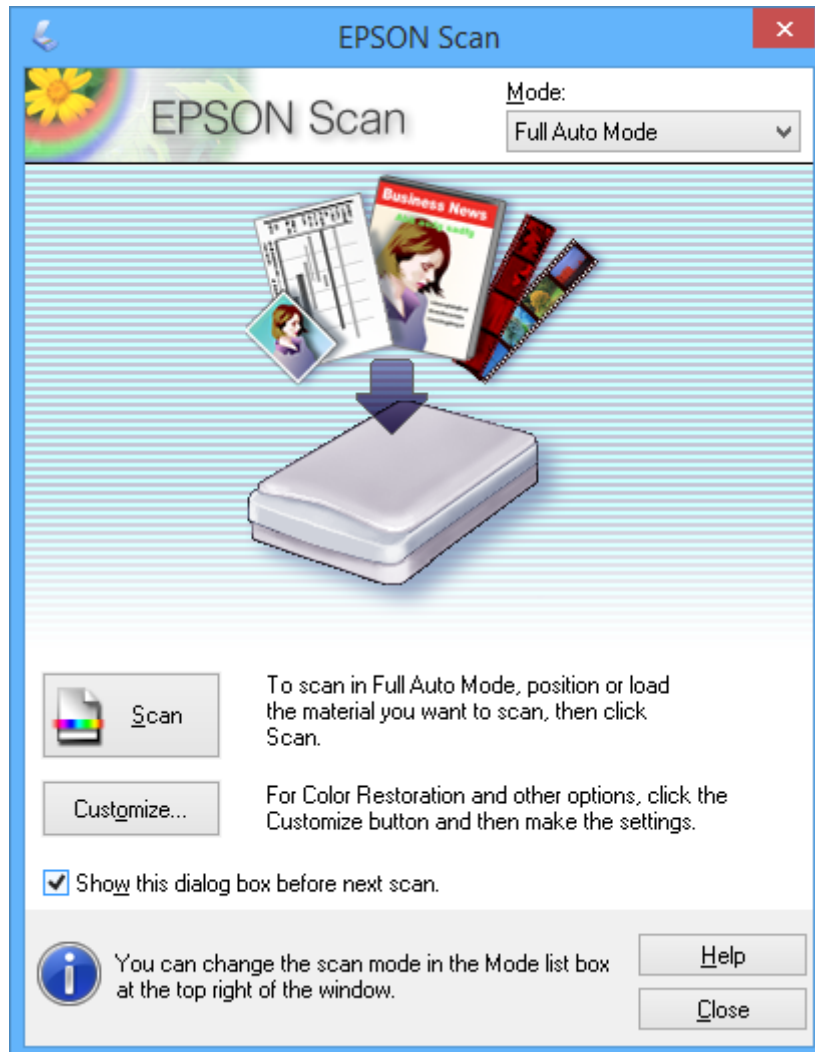 EPSON Scan
EPSON Scan
Mode:
Full Auto Mode
Business News
Scan
To scan in Full Auto Mode, position or load
the material you want to scan, then click
Scan.
Customize...
For Color Restoration and other options, click the
Customize button and then make the settings.
Show this dialog box before next scan.
You can change the scan mode in the Mode list box
at the top right of the window.
Help
Close